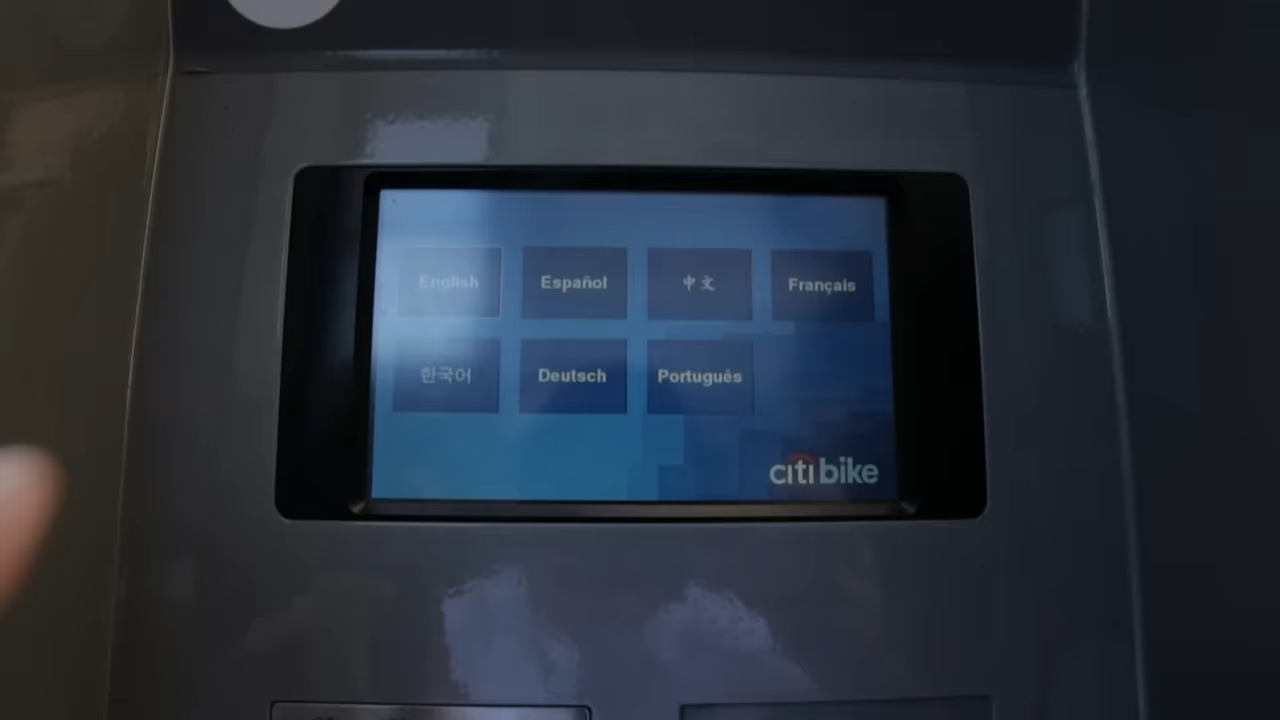 English Español 中文 Français
한국어 Deutsch Português
citi bike